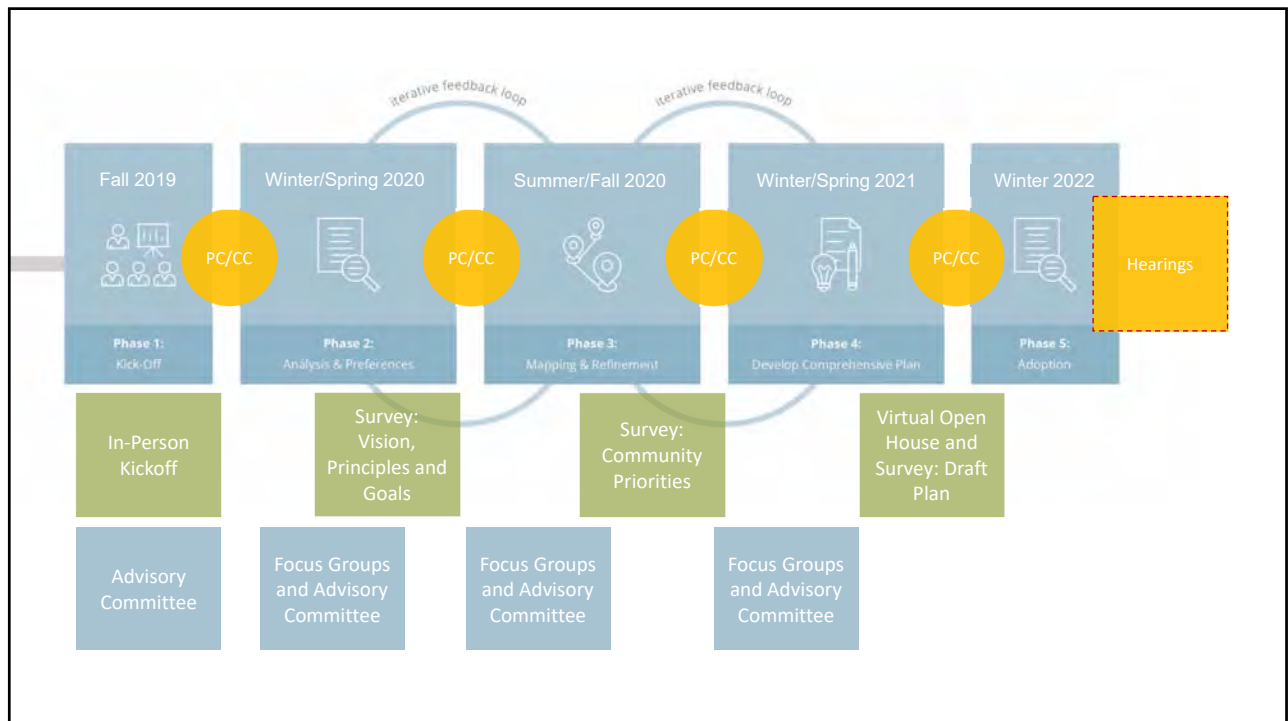 iterative feedback loop
iterative feedback loop
Fall 2019
Winter/Spring 2020
Summer/Fall 2020
Winter/Spring 2021
Winter 2022
PC/CC
PC/CC
PC/CC
PC/CC
Hearings
Phase 1:
Kick-Off
Phase 2:
Analysis & Preferences
Phase 3:
Mapping & Refinement
Phase 4:
Develop Comprehensive Plan
Phase 5:
Adoption
In-Person
Kickoff
Survey:
Vision,
Principles and
Goals
Survey:
Community
Priorities
Virtual Open
House and
Survey: Draft
Plan
Advisory
Committee
Focus Groups
and Advisory
Committee
Focus Groups
and Advisory
Committee
Focus Groups
and Advisory
Committee